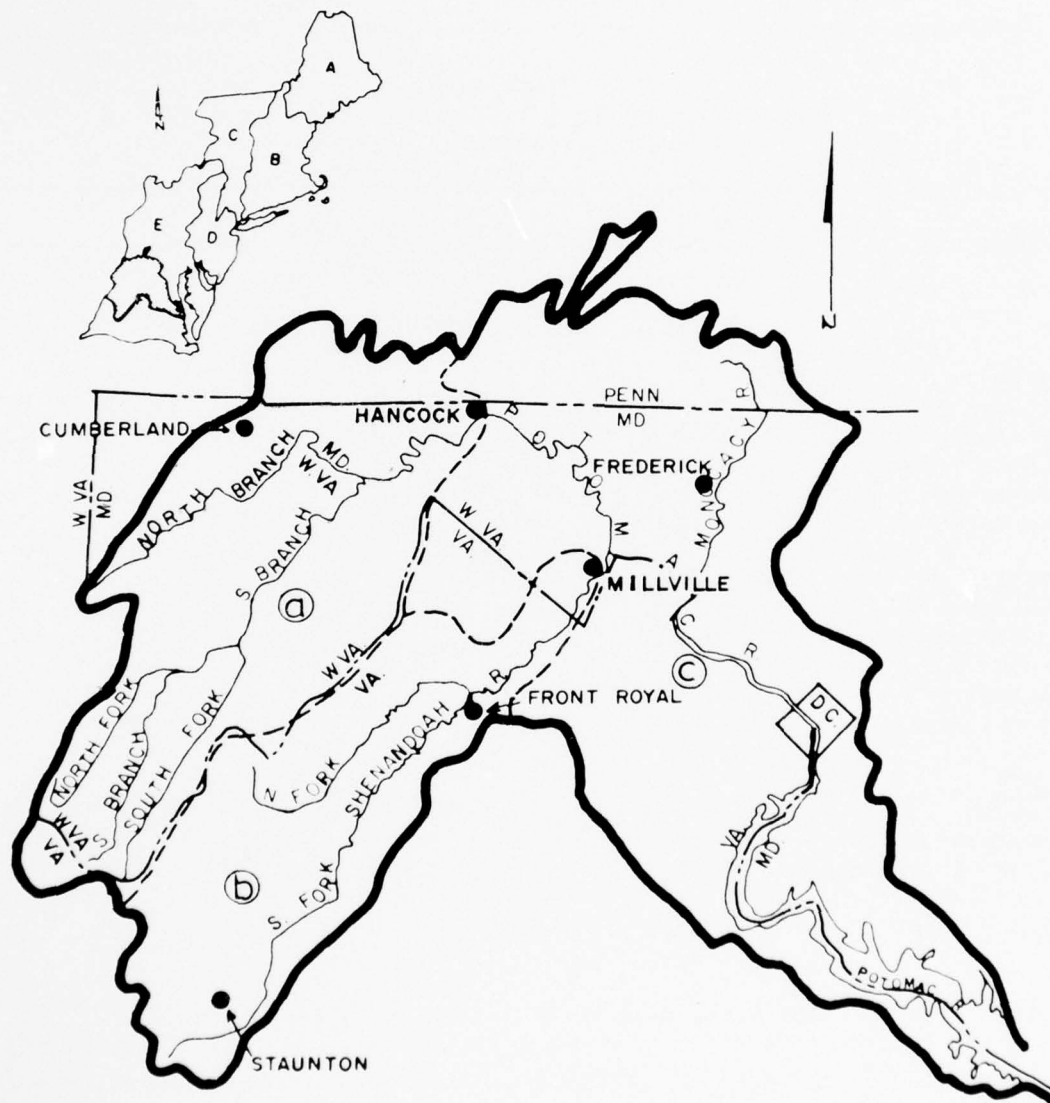 A
N
C
B
E
D
N
PENN
MD
HANCOCK
CUMBERLAND
W VA
MD
NORTH BRANCH
MD
W. VA
POTOMAC R
FREDERICK
MONOCACY R
S BRANCH
W VA
VA
MILLVILLE
a
W VA
VA.
c
FRONT ROYAL
D C.
NORTH FORK
S BRANCH
SOUTH FORK
W VA
VA
N FORK
SHENANDOAH R
S. FORK
b
VA
MD
POTOMAC R
STAUNTON